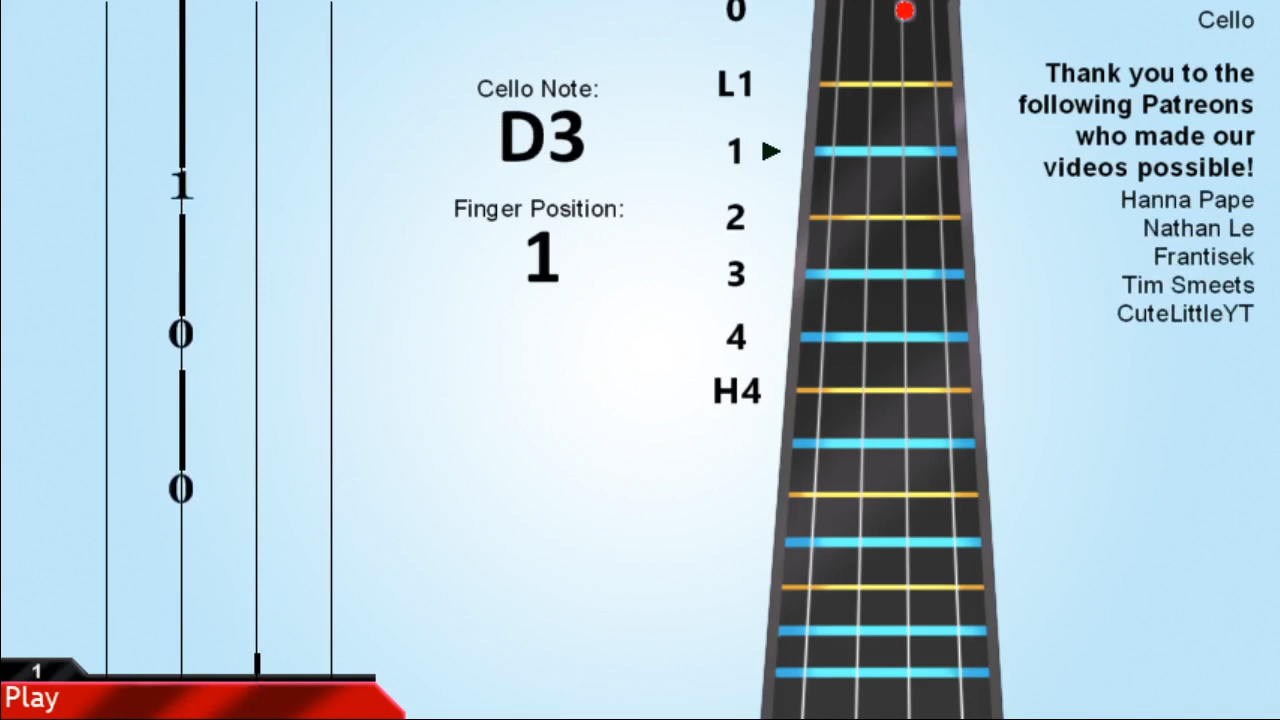 1
0
0
1
Play
Cello Note:
D3
Finger Position:
1
0
L1
1
2
3
4
H4
Cello
Thank you to the
following Patreons
who made our
videos possible!
Hanna Pape
Nathan Le
Frantisek
Tim Smeets
CuteLittleYT